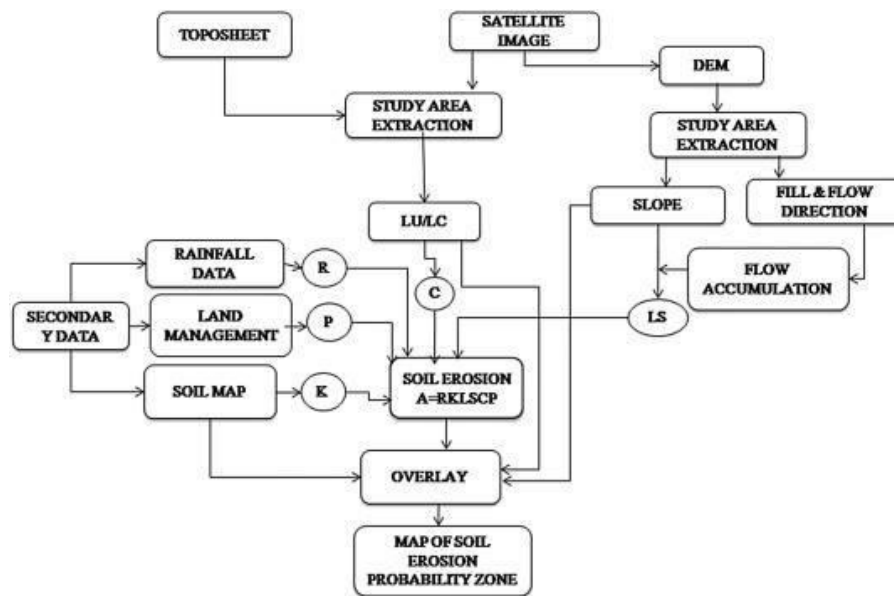 TOPOSHEET
SATELLITE
IMAGE
DEM
STUDY AREA
EXTRACTION
STUDY AREA
EXTRACTION
SLOPE
FILL & FLOW
DIRECTION
LU/LC
RAINFALL
DATA
R
C
FLOW
ACCUMULATION
SECONDAR
Y DATA
LAND
MANAGEMENT
P
LS
SOIL MAP
K
SOIL EROSION
A=RKLSCP
OVERLAY
MAP OF SOIL
EROSION
PROBABILITY ZONE